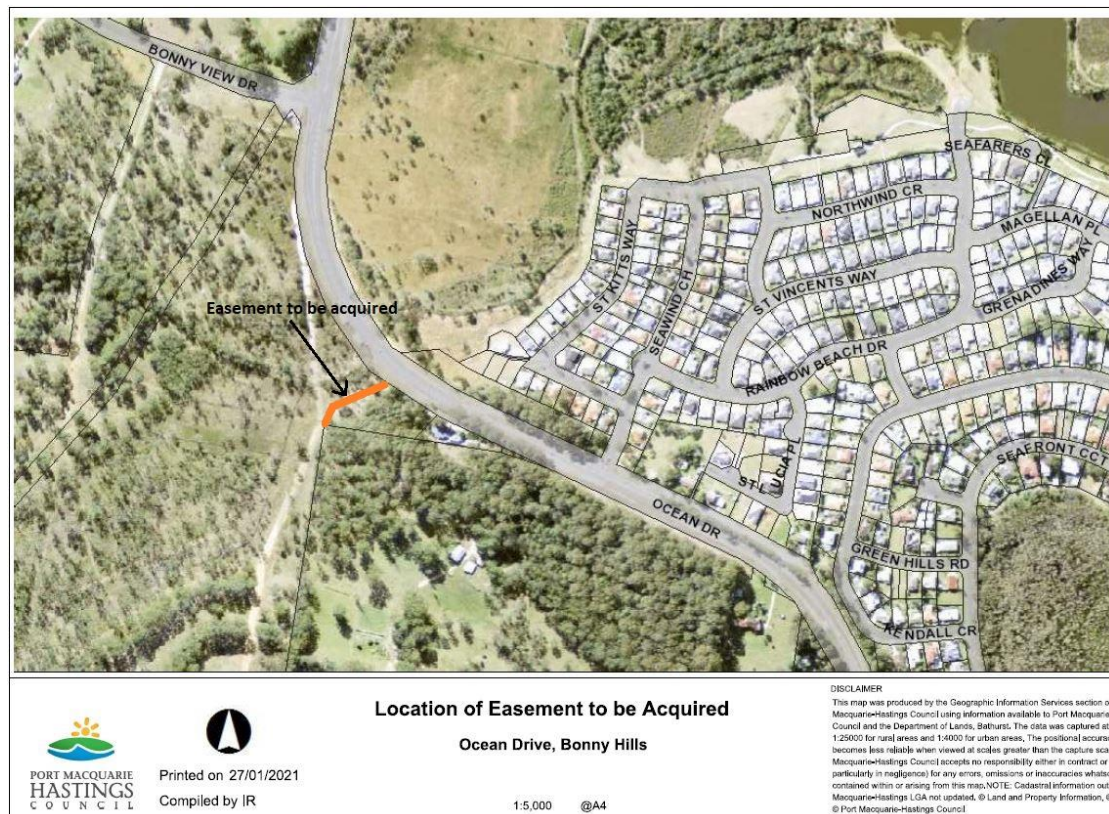 BONNY VIEW DR
SEAFARERS CL
NORTHWIND CR
MAGELLAN PL
ST KITTS WAY
GRENADINES WAY
ST VINCENTS WAY
SEAWIND CH
Easement to be acquired
RAINBOW BEACH DR
ST LUCIA PL
SEAFRONT CCT
OCEAN DR
GREEN HILLS RD
KENDALL CR
PORT MACQUARIE
HASTINGS
COUNCIL
Printed on 27/01/2021
Compiled by IR
Location of Easement to be Acquired
Ocean Drive, Bonny Hills
1:5,000 @A4
DISCLAIMER
This map was produced by the Geographic Information Services section o
Macquarie-Hastings Council using information available to Port Macquarie
Council and the Department of Lands, Bathurst. The data was captured at
1:25000 for rural areas and 1:4000 for urban areas, The positional accurac
becomes less reliable when viewed at scales greater than the capture sca
Macquarie-Hastings Council accepts no responsibility either in contract or
particularly in negligence) for any errors, omissions or inaccuracies whatso
contained within or arising from this map.NOTE: Cadastral information out
Macquarie-Hastings LGA not updated. © Land and Property Information, ©
© Port Macquarie-Hastings Council